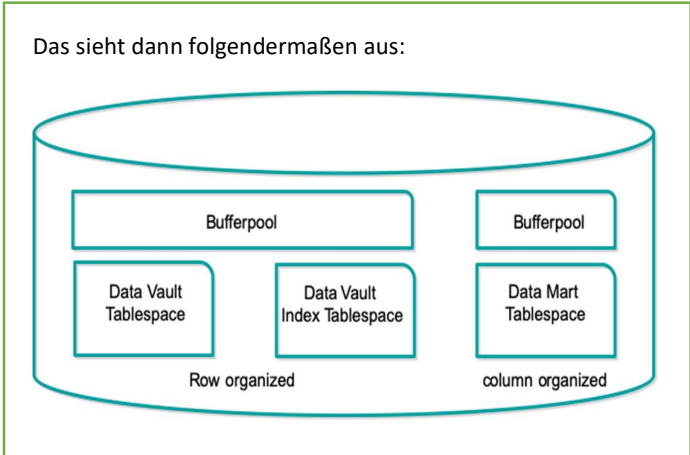 Das sieht dann folgendermaßen aus:
Bufferpool
Bufferpool
Data Vault
Tablespace
Data Vault
Index Tablespace
Data Mart
Tablespace
Row organized
column organized